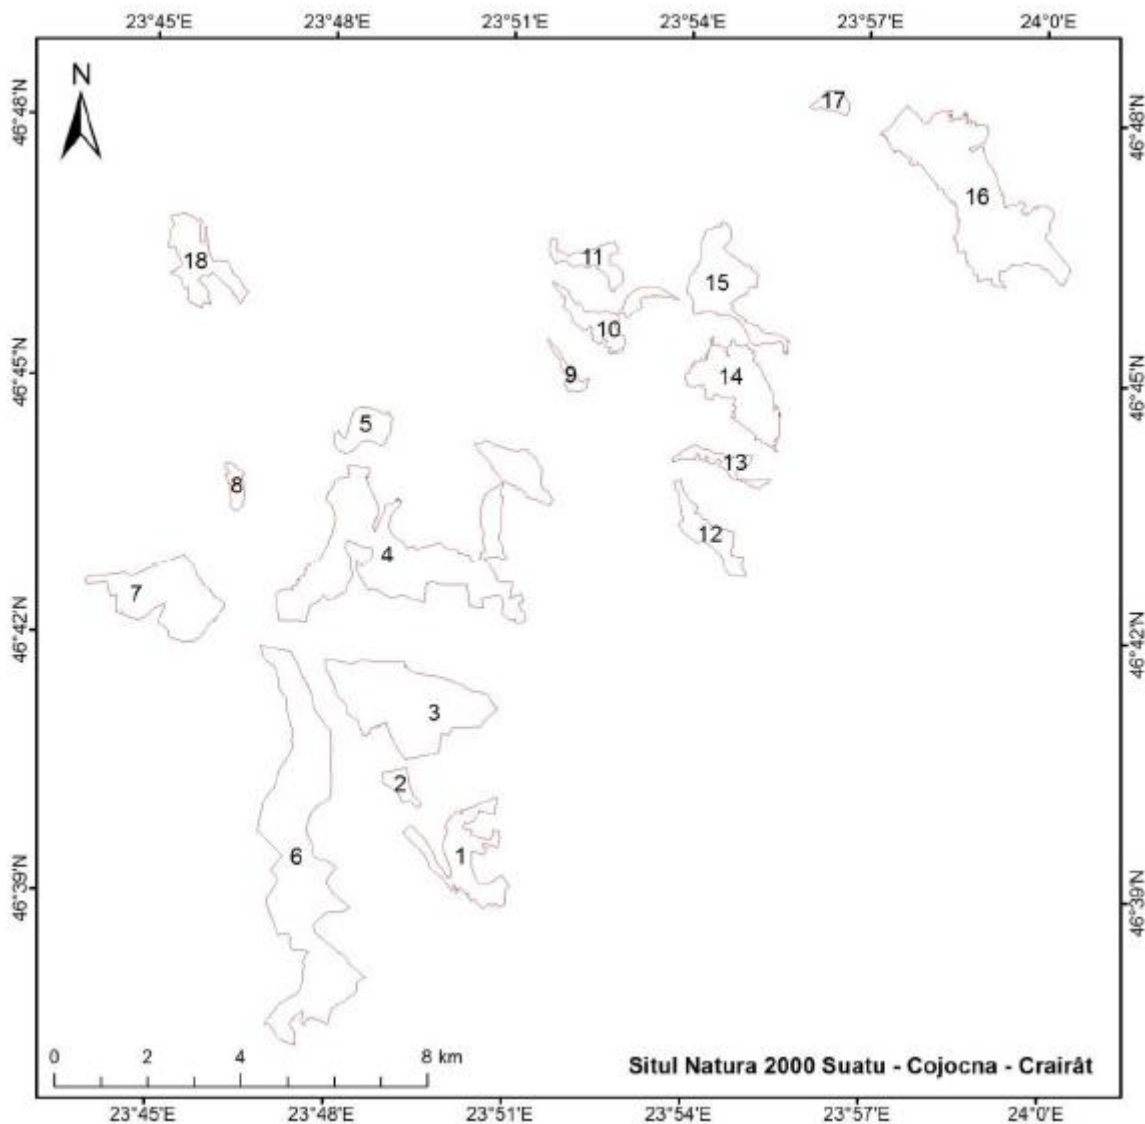 23°45'E 23°48'E 23°51'E 23°54'E 23°57'E 24°0'E
N
46°48'N
46°48'N
17
16
11
18
15
10
46°45'N
9
14
46°45'N
5
13
8
12
4
7
46°42'N
46°42'N
3
2
6
1
46°39'N
46°39'N
0 2 4 8 km
Situl Natura 2000 Suatu - Cojocna - Crairât
23°45'E 23°48'E 23°51'E 23°54'E 23°57'E 24°0'E